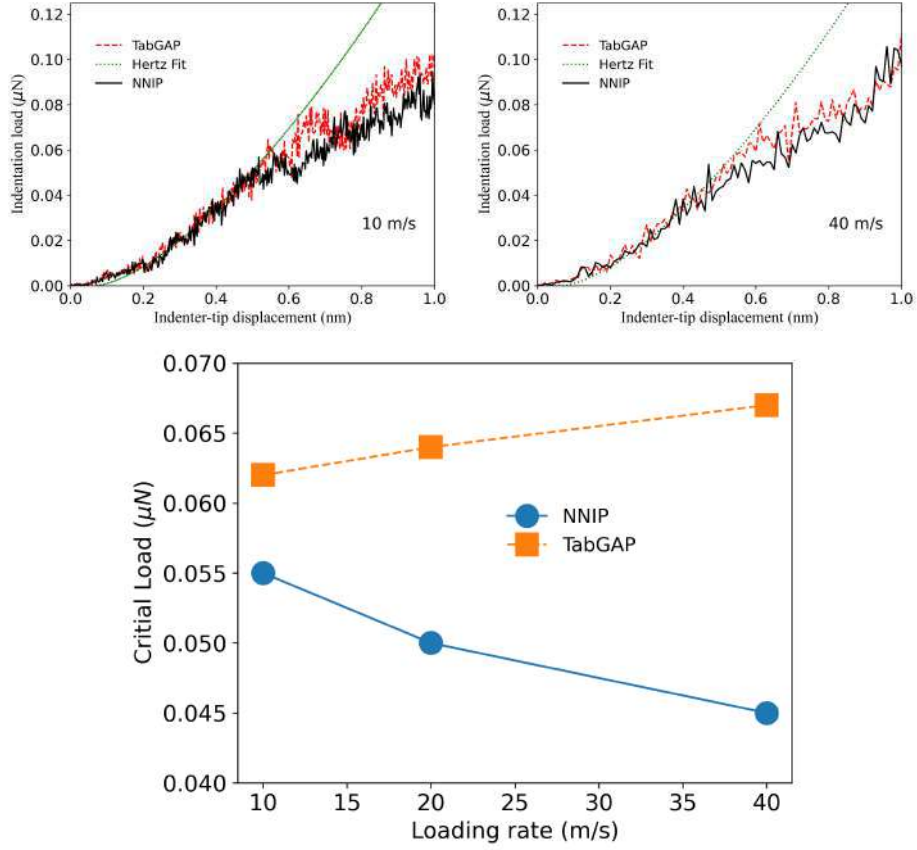 0.12
0.10
0.08
0.06
0.04
0.02
0.00
Indentation load (μN)
TabGAP
Hertz Fit
NNIP
10 m/s
0.0 0.2 0.4 0.6 0.8 1.0
Indenter-tip displacement (nm)
0.12
0.10
0.08
0.06
0.04
0.02
0.00
Indentation load (μN)
TabGAP
Hertz Fit
NNIP
40 m/s
0.0 0.2 0.4 0.6 0.8 1.0
Indenter-tip displacement (nm)
0.070
0.065
0.060
0.055
0.050
0.045
0.040
Critial Load (μN)
NNIP
TabGAP
10 15 20 25 30 35 40
Loading rate (m/s)